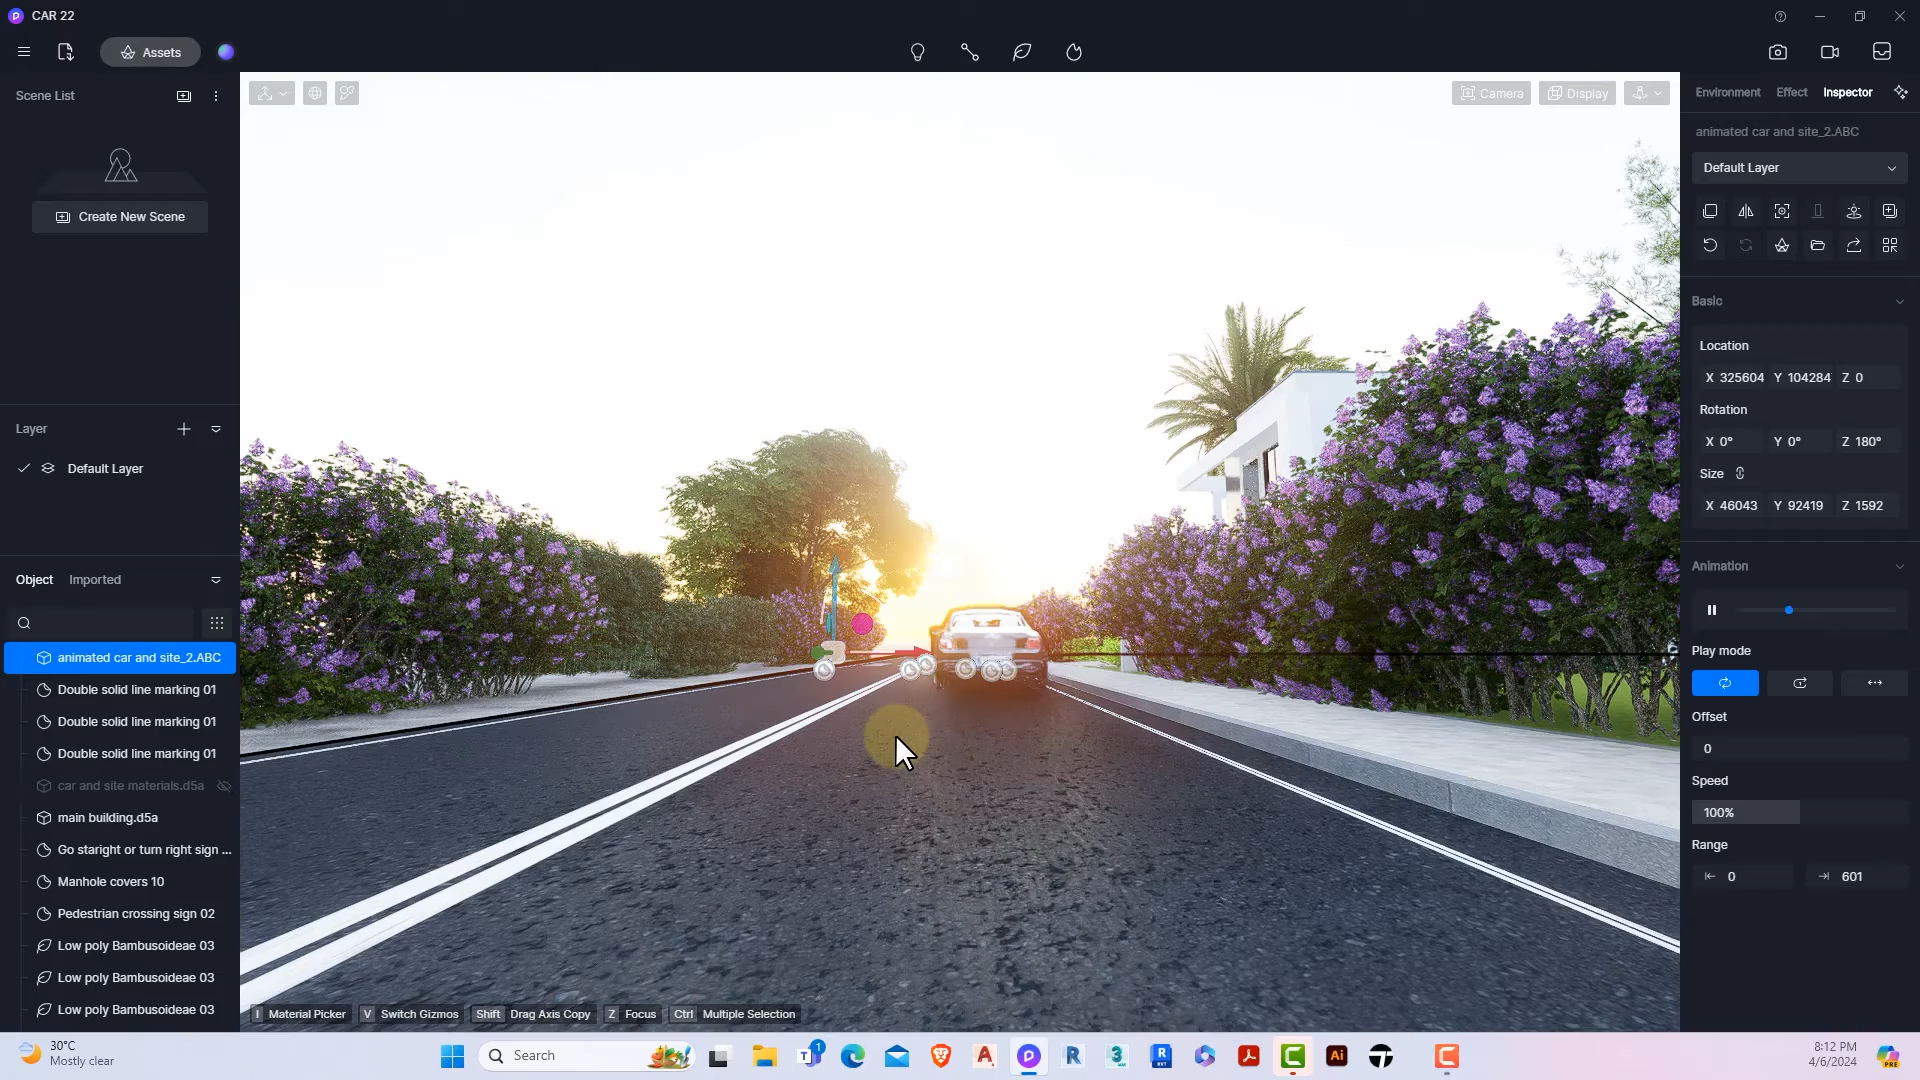 CAR 22
Assets
Scene List
Camera
Display
Environment
Effect
Inspector
animated car and site_2.ABC
Default Layer
Create New Scene
Basic
Location
X 325604 Y 104284 Z 0
Rotation
X 0° Y 0° Z 180°
Size
X 46043 Y 92419 Z 1592
Layer
Default Layer
Animation
Object
Imported
Play mode
animated car and site_2.ABC
Double solid line marking 01
Double solid line marking 01
Double solid line marking 01
car and site materials.d5a
main building.d5a
Go staright or turn right sign ...
Manhole covers 10
Pedestrian crossing sign 02
Low poly Bambusoideae 03
Low poly Bambusoideae 03
Low poly Bambusoideae 03
Offset
0
Speed
100%
Range
0
601
I Material Picker V Switch Gizmos Shift Drag Axis Copy Z Focus Ctrl Multiple Selection
30°C
Mostly clear
Search
1
8:12 PM
4/6/2024